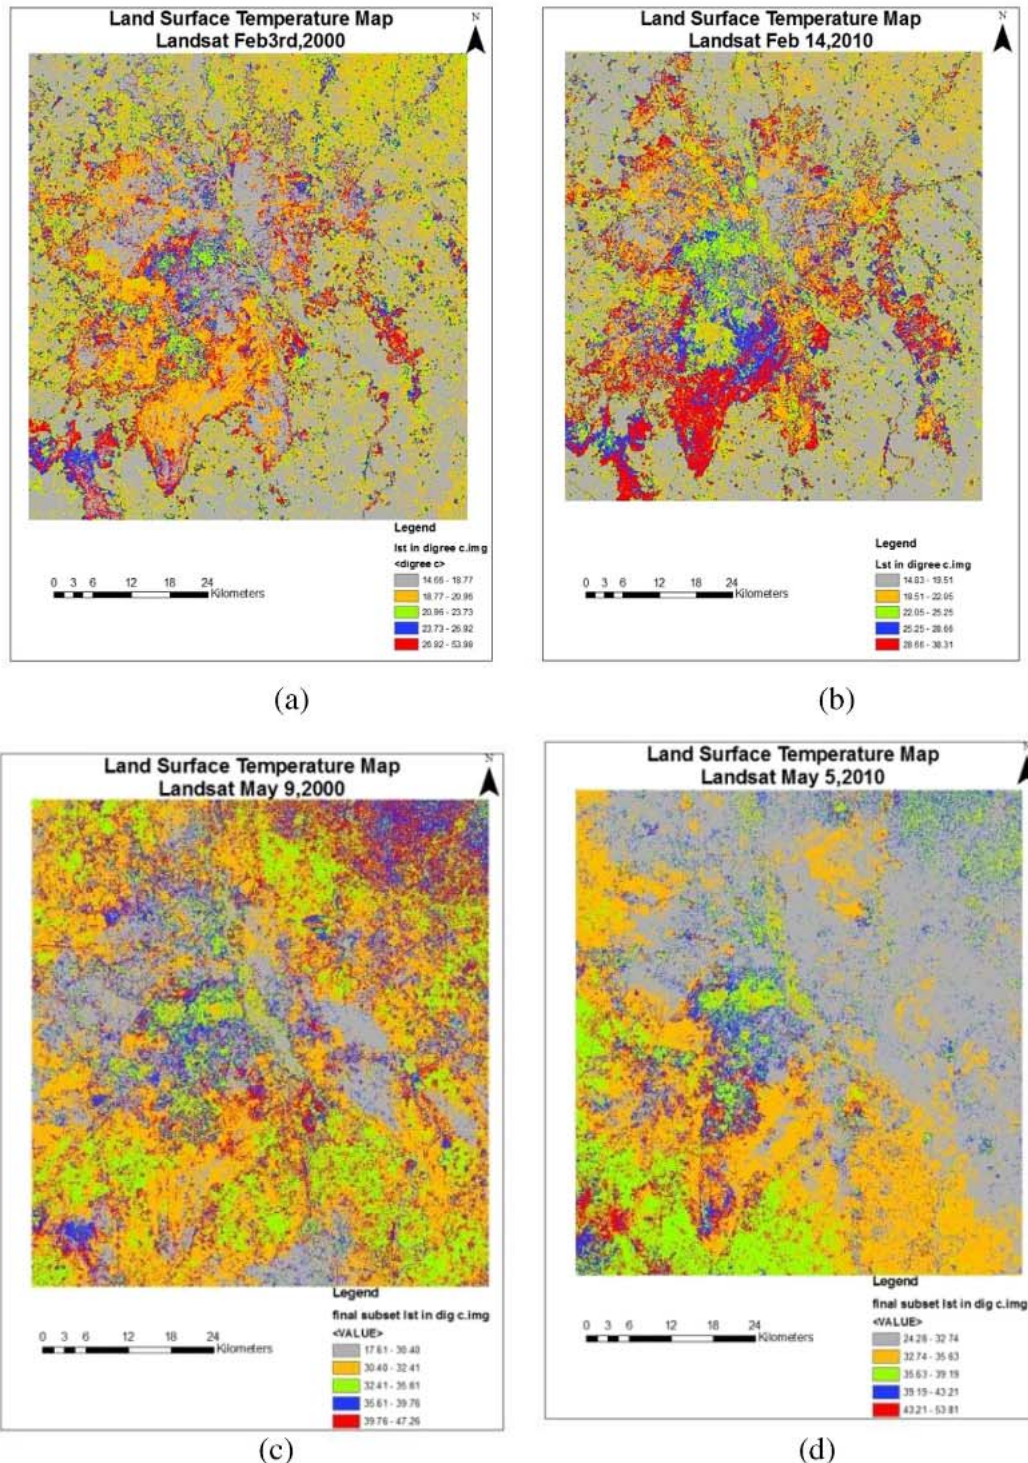 Land Surface Temperature Map
Landsat Feb3rd,2000
N
Legend
lst in digree c.img
<digree c>
14.66 - 18.77
18.77 - 20.96
20.96 - 23.73
23.73 - 26.92
26.92 - 53.98
0 3 6 12 18 24
Kilometers
(a)
Land Surface Temperature Map
Landsat Feb 14,2010
N
Legend
Lst in digree c.img
14.83 - 19.51
19.51 - 22.05
22.05 - 25.25
25.25 - 28.66
28.66 - 38.31
0 3 6 12 18 24
Kilometers
(b)
Land Surface Temperature Map
Landsat May 9,2000
N
Legend
final subset lst in dig c.img
<VALUE>
17.61 - 30.40
30.40 - 32.41
32.41 - 35.61
35.61 - 39.76
39.76 - 47.26
0 3 6 12 18 24
Kilometers
(c)
Land Surface Temperature Map
Landsat May 5,2010
N
Legend
final subset lst in dig c.img
<VALUE>
24.28 - 32.74
32.74 - 35.63
35.63 - 39.19
39.19 - 43.21
43.21 - 53.81
0 3 6 12 18 24
Kilometers
(d)